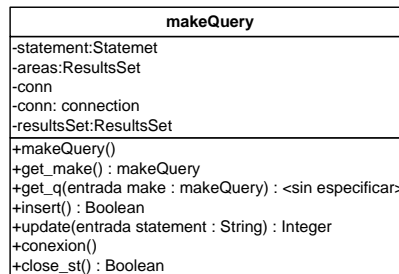 makeQuery
-statement:Statemet
-areas:ResultsSet
-conn
-conn: connection
-resultsSet:ResultsSet
+makeQuery()
+get_make() : makeQuery
+get_q(entrada make : makeQuery) : <sin especificar>
+insert() : Boolean
+update(entrada statement : String) : Integer
+conexion()
+close_st() : Boolean